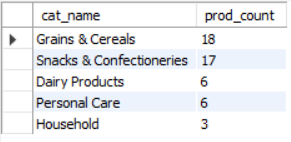 cat_name prod_count
Grains & Cereals 18
Snacks & Confectioneries 17
Dairy Products 6
Personal Care 6
Household 3